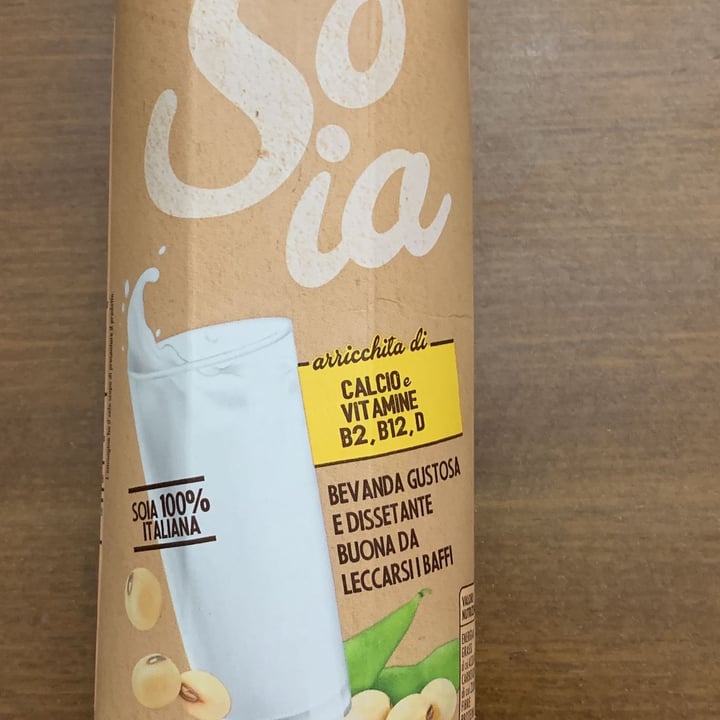 So
ia
arricchita di
CALCIO e
VITAMINE
B2, B12, D
SOIA 100%
ITALIANA
BEVANDA GUSTOSA
E DISSETANTE
BUONA DA
LECCARSI I BAFFI